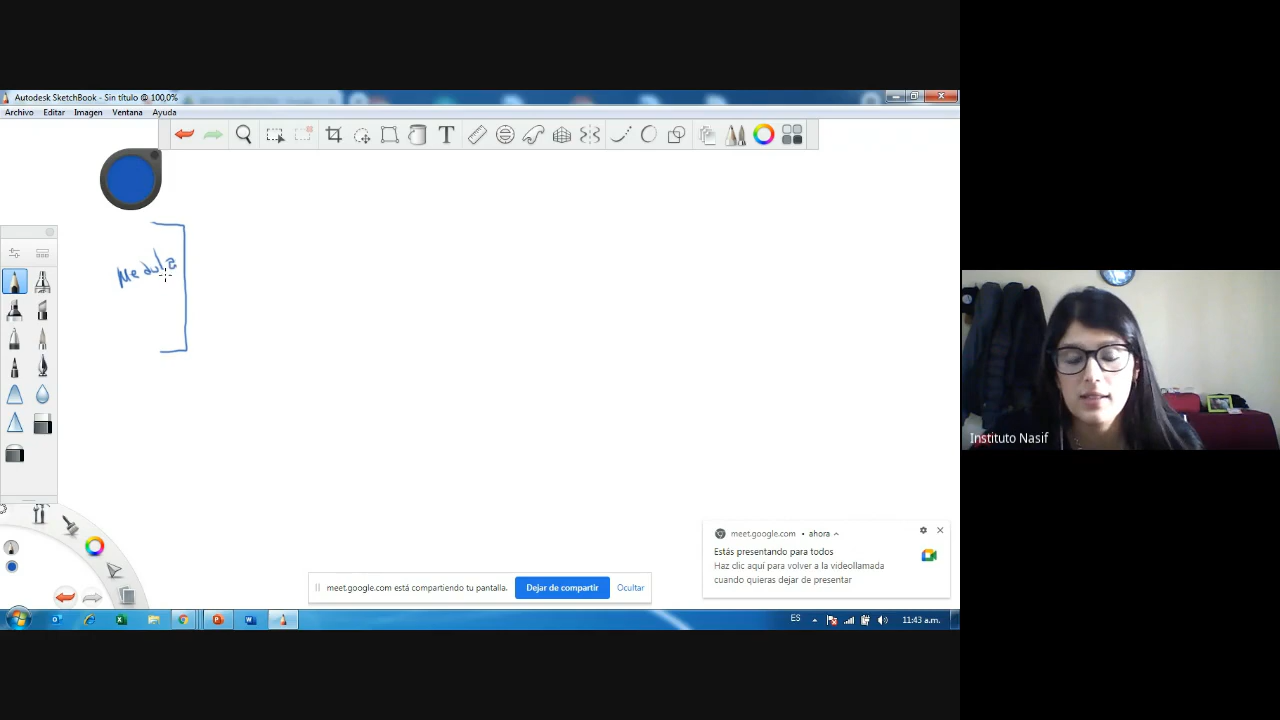 Autodesk SketchBook - Sin título @ 100,0%
Archivo Editar Imagen Ventana Ayuda
T
Medula
Instituto Nasif
meet.google.com • ahora
Estás presentando para todos
Haz clic aquí para volver a la videollamada
cuando quieras dejar de presentar
meet.google.com está compartiendo tu pantalla. Dejar de compartir Ocultar
ES 11:43 a.m.